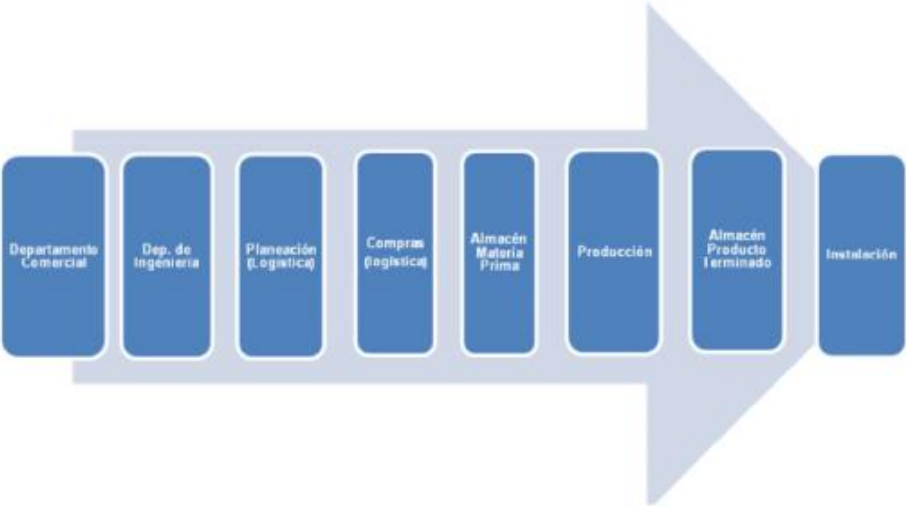 Departamento
Comercial
Dep. de
Ingeniería
Planeación
(Logística)
Compras
(logística)
Almacén
Materia
Prima
Producción
Almacén
Producto
Terminado
Instalación